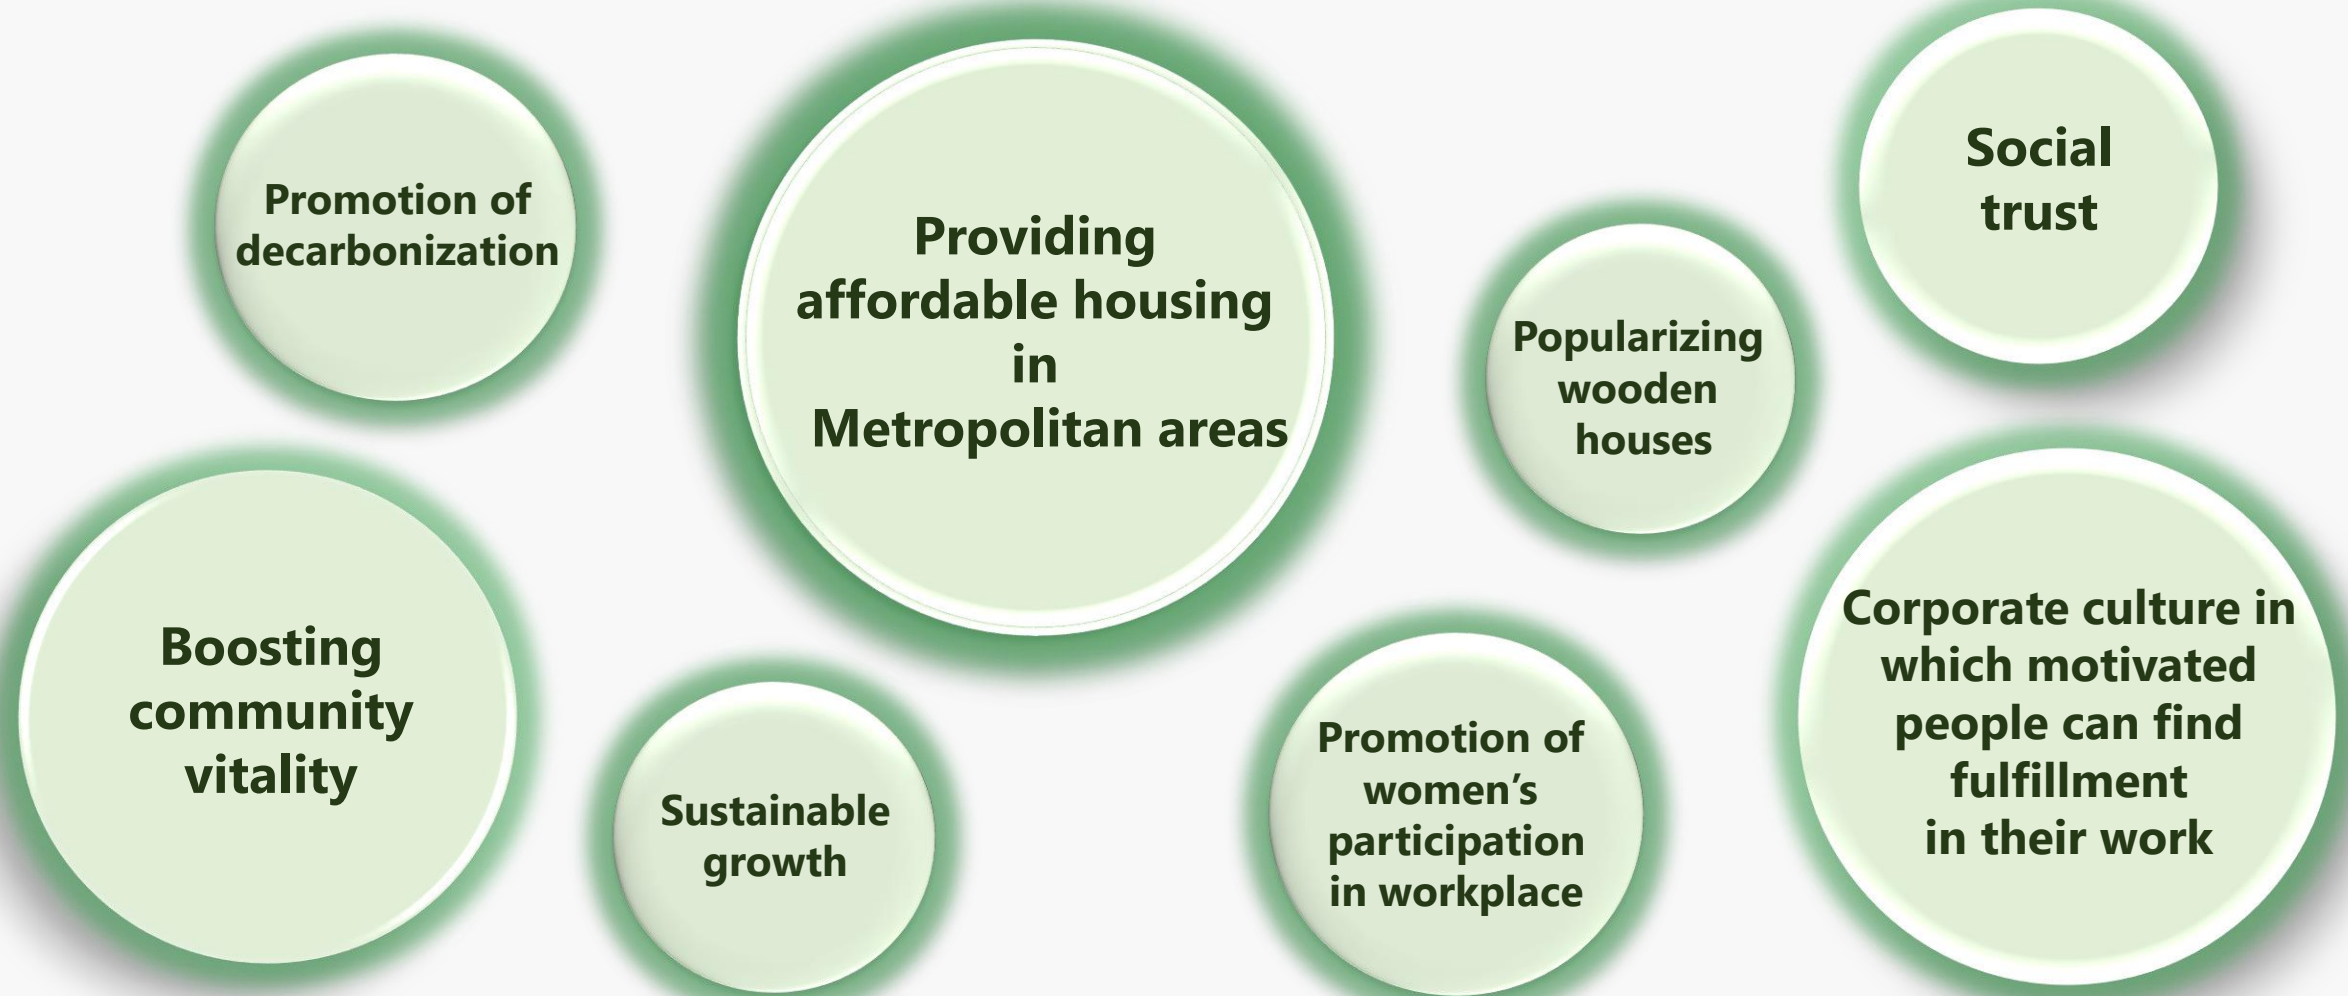 Promotion of
decarbonization
Providing
affordable housing
in
Metropolitan areas
Social
trust
Popularizing
wooden
houses
Boosting
community
vitality
Sustainable
growth
Promotion of
women’s
participation
in workplace
Corporate culture in
which motivated
people can find
fulfillment
in their work